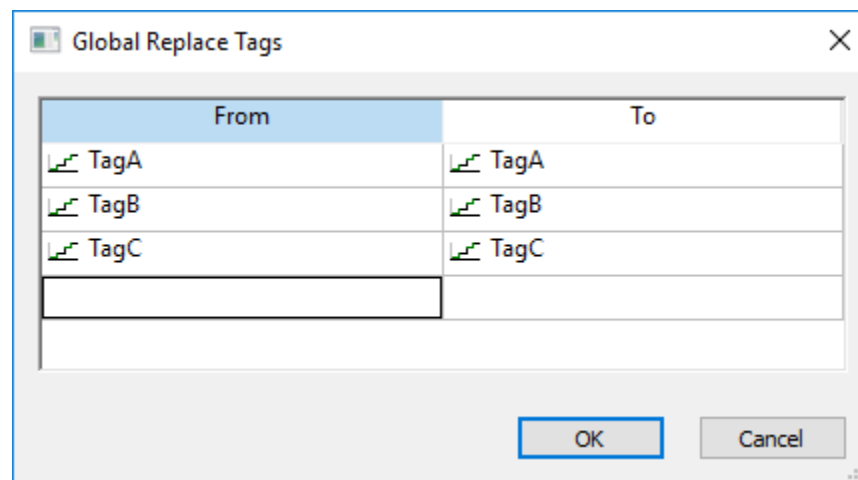 Global Replace Tags
From To
TagA TagA
TagB TagB
TagC TagC
OK Cancel